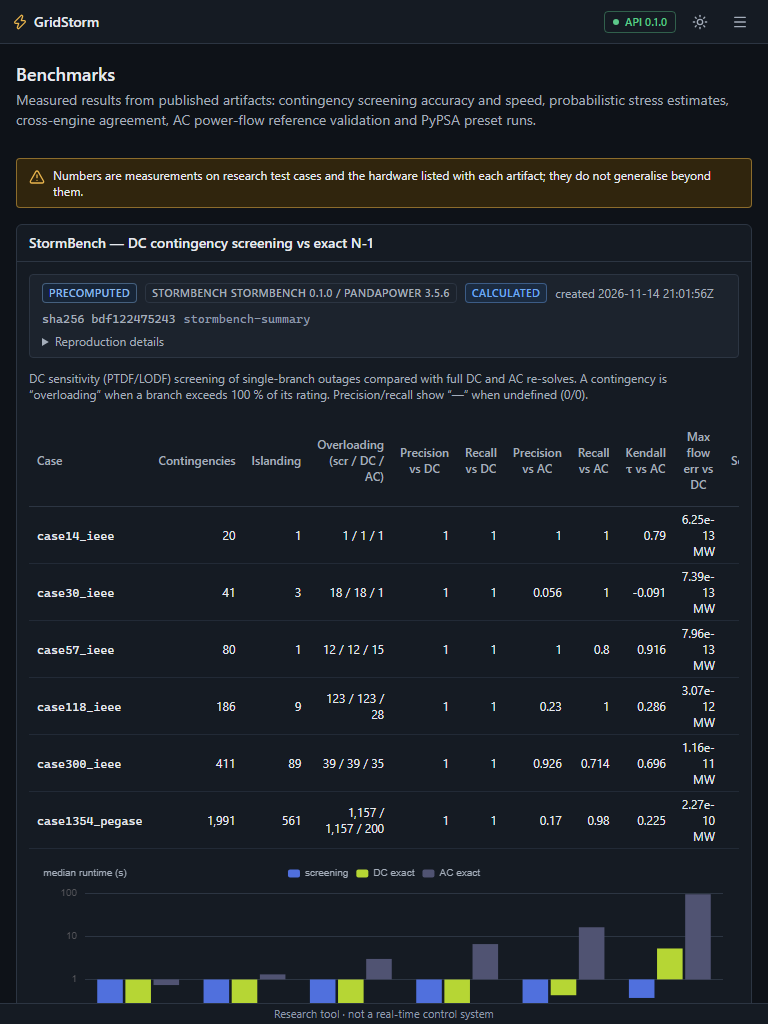 GridStorm
API 0.1.0
Benchmarks
Measured results from published artifacts: contingency screening accuracy and speed, probabilistic stress estimates,
cross-engine agreement, AC power-flow reference validation and PyPSA preset runs.
Numbers are measurements on research test cases and the hardware listed with each artifact; they do not generalise beyond
them.
StormBench — DC contingency screening vs exact N-1
PRECOMPUTED STORMBENCH STORMBENCH 0.1.0 / PANDAPOWER 3.5.6 CALCULATED created 2026-11-14 21:01:56Z
sha256 bdf122475243 stormbench-summary
Reproduction details
DC sensitivity (PTDF/LODF) screening of single-branch outages compared with full DC and AC re-solves. A contingency is
“overloading” when a branch exceeds 100 % of its rating. Precision/recall show “—” when undefined (0/0).
Case Contingencies Islanding Overloading (scr / DC / AC) Precision vs DC Recall vs DC Precision vs AC Recall vs AC Kendall τ vs AC Max flow err vs DC
case14_ieee 20 1 1 / 1 / 1 1 1 1 1 0.79 6.25e-13 MW
case30_ieee 41 3 18 / 18 / 1 1 1 0.056 1 -0.091 7.39e-13 MW
case57_ieee 80 1 12 / 12 / 15 1 1 1 0.8 0.916 7.96e-13 MW
case118_ieee 186 9 123 / 123 / 28 1 1 0.23 1 0.286 3.07e-12 MW
case300_ieee 411 89 39 / 39 / 35 1 1 0.926 0.714 0.696 1.16e-11 MW
case1354_pegase 1,991 561 1,157 / 1,157 / 200 1 1 0.17 0.98 0.225 2.27e-10 MW
median runtime (s) screening DC exact AC exact
100
10
1
Research tool · not a real-time control system